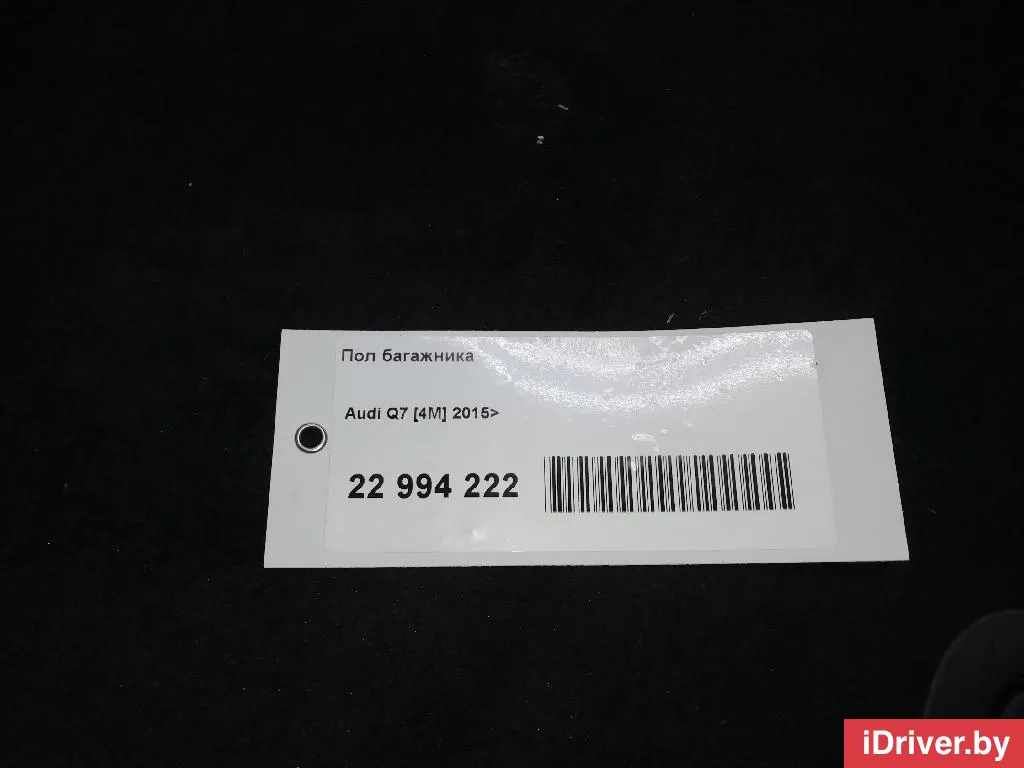 Пол багажника
Audi Q7 [4M] 2015>
22 994 222
iDriver.by